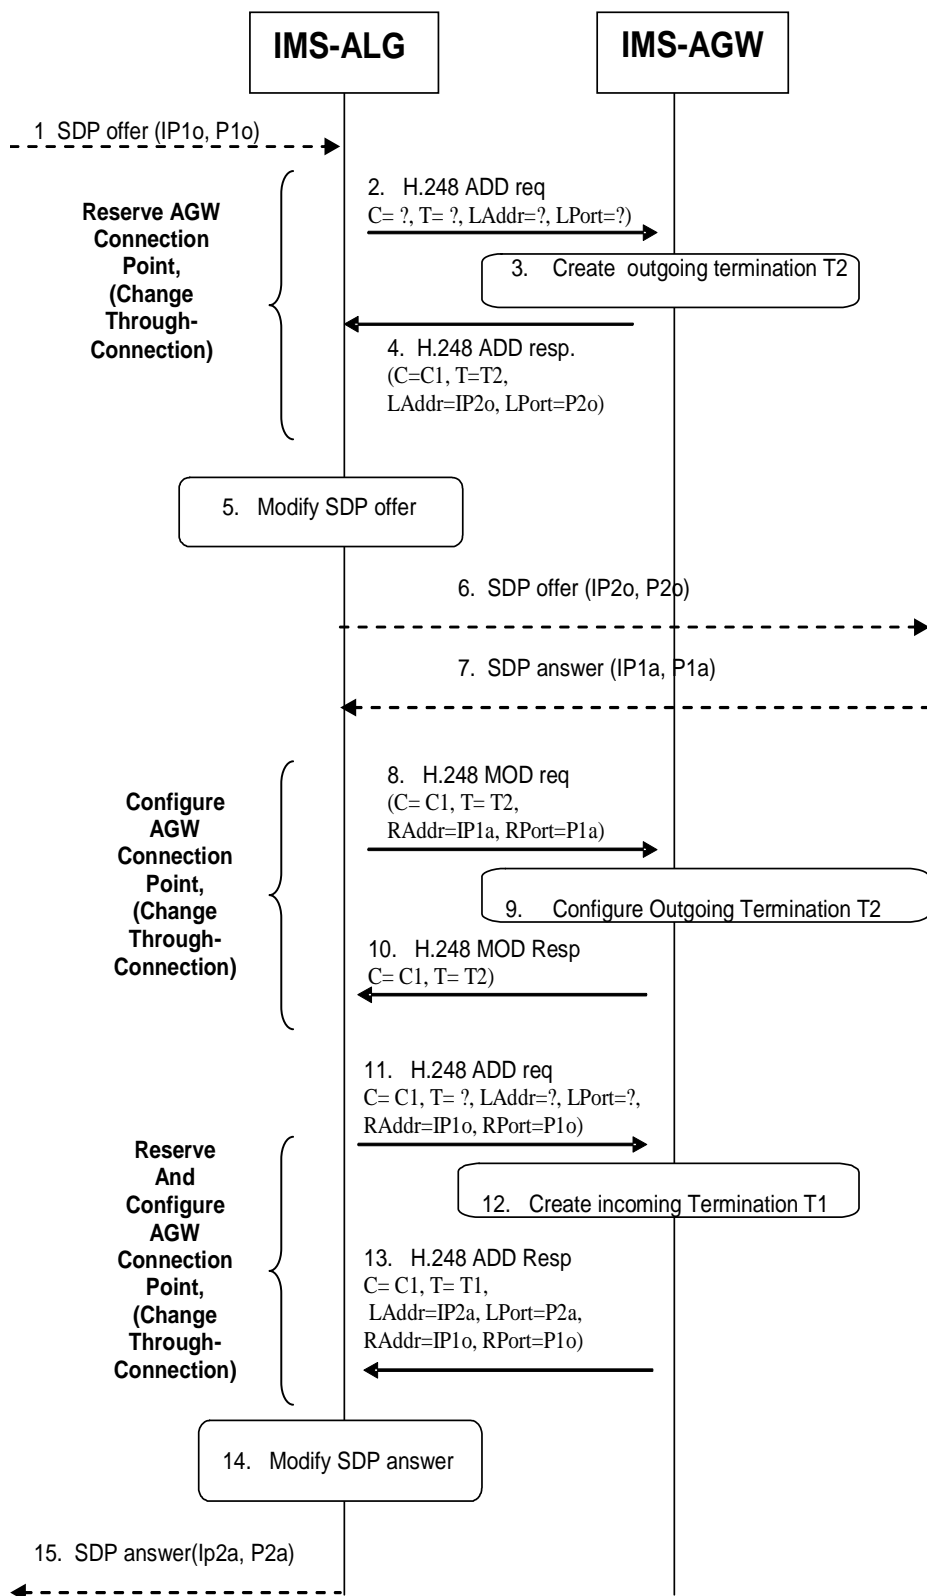 IMS-ALG
IMS-AGW
1 SDP offer (IP1o, P1o)
2. H.248 ADD req
C= ?, T= ?, LAddr=?, LPort=?)
Reserve AGW
Connection
Point,
(Change
Through-
Connection)
3. Create outgoing termination T2
4. H.248 ADD resp.
(C=C1, T=T2,
LAddr=IP2o, LPort=P2o)
5. Modify SDP offer
6. SDP offer (IP2o, P2o)
7. SDP answer (IP1a, P1a)
8. H.248 MOD req
(C= C1, T= T2,
RAddr=IP1a, RPort=P1a)
Configure
AGW
Connection
Point,
(Change
Through-
Connection)
9. Configure Outgoing Termination T2
10. H.248 MOD Resp
C= C1, T= T2)
11. H.248 ADD req
C= C1, T= ?, LAddr=?, LPort=?,
RAddr=IP1o, RPort=P1o)
Reserve
And
Configure
AGW
Connection
Point,
(Change
Through-
Connection)
12. Create incoming Termination T1
13. H.248 ADD Resp
C= C1, T= T1,
LAddr=IP2a, LPort=P2a,
RAddr=IP1o, RPort=P1o)
14. Modify SDP answer
15. SDP answer(Ip2a, P2a)